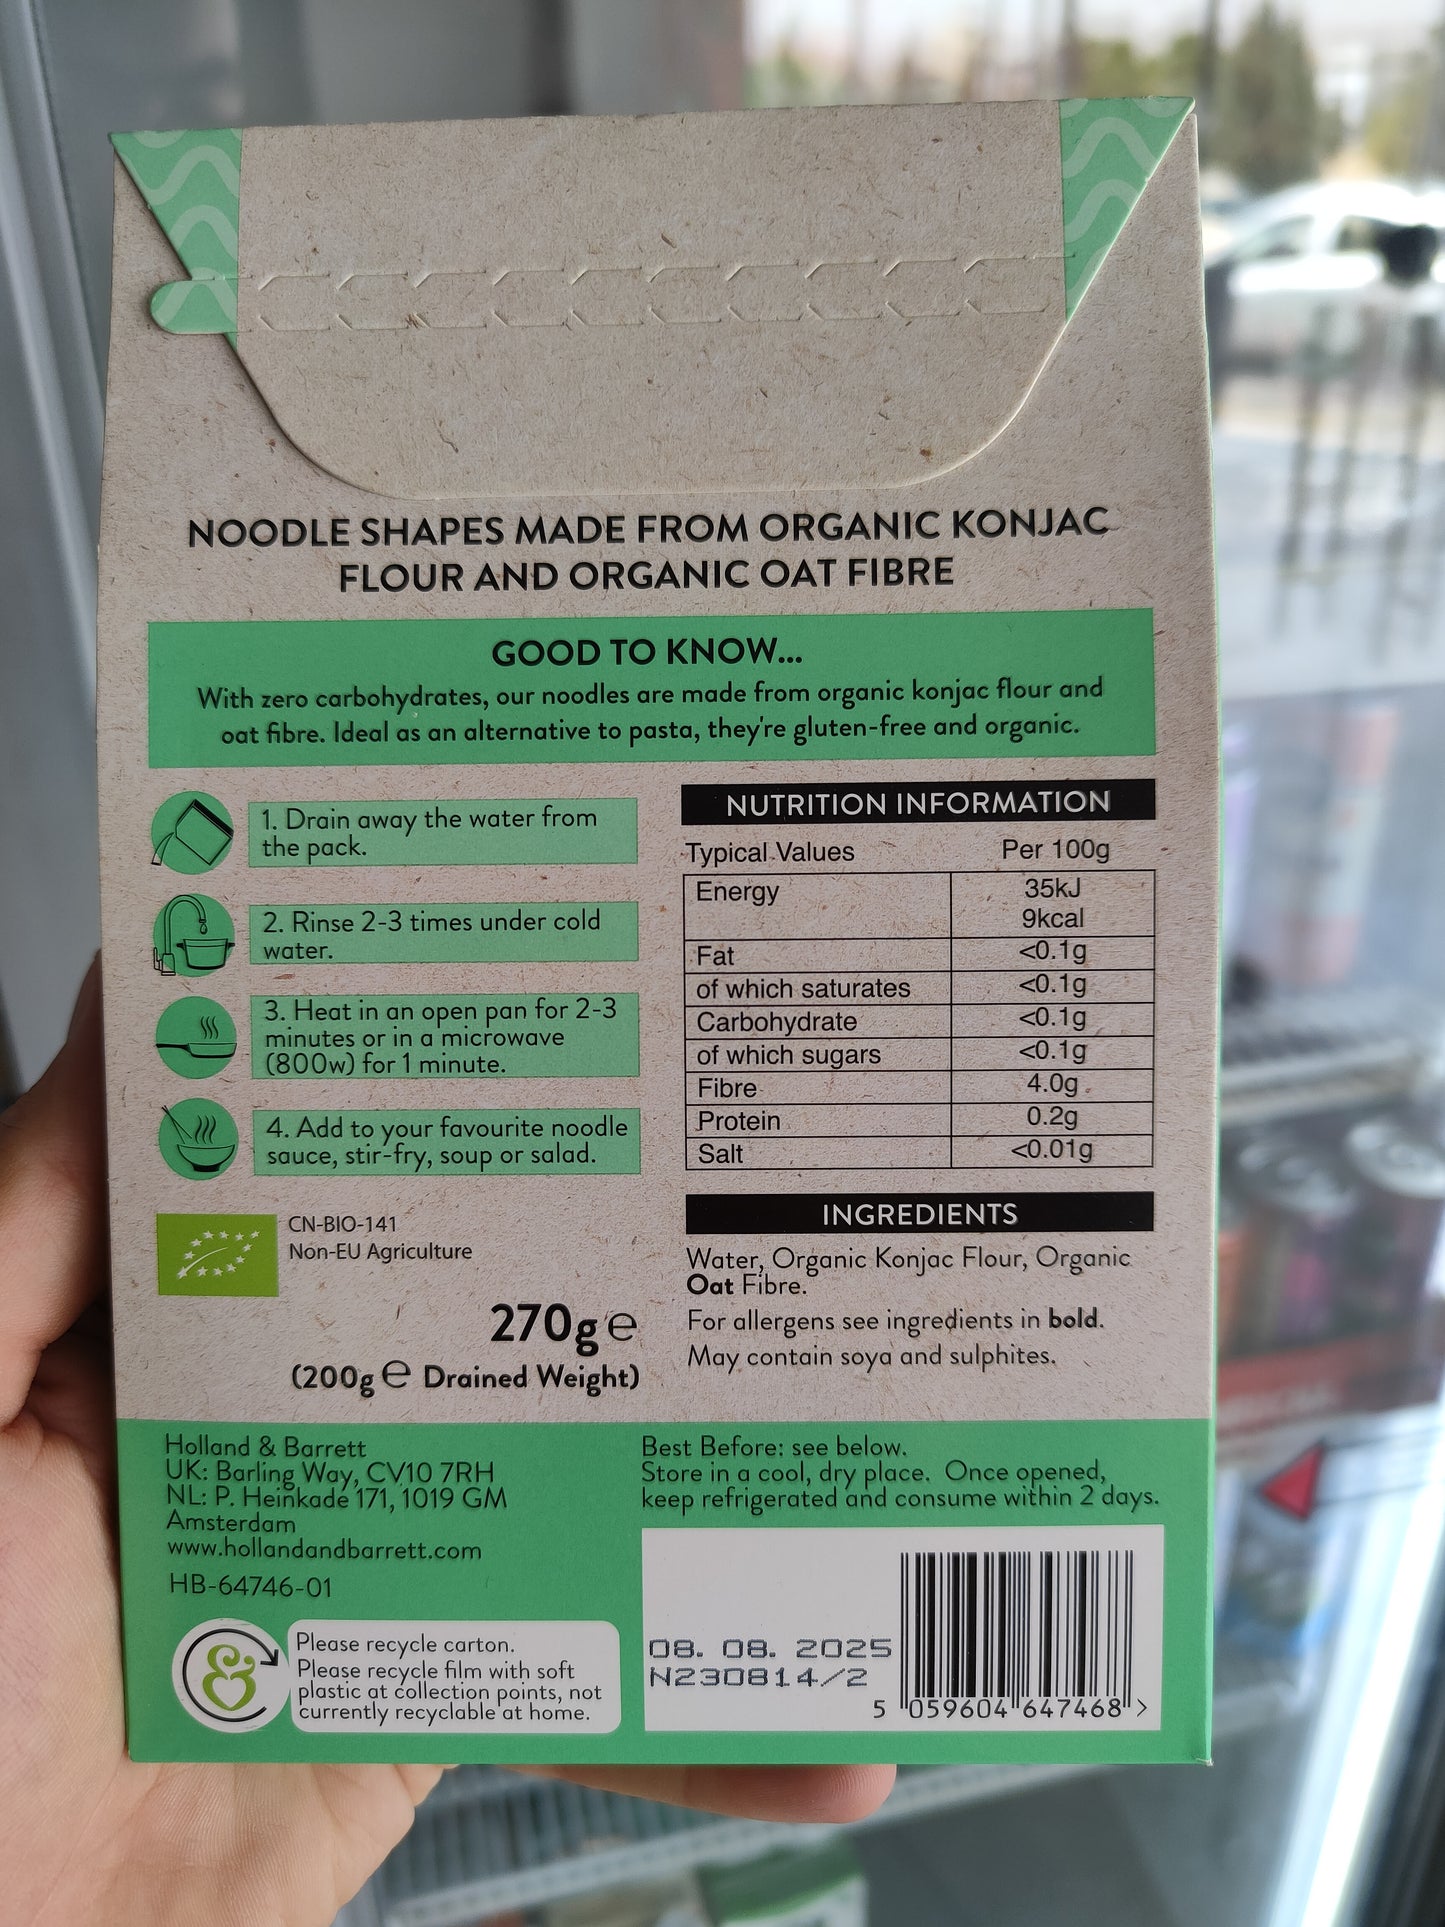 NOODLE SHAPES MADE FROM ORGANIC KONJAC
FLOUR AND ORGANIC OAT FIBRE
GOOD TO KNOW...
With zero carbohydrates, our noodles are made from organic konjac flour and
oat fibre. Ideal as an alternative to pasta, they're gluten-free and organic.
1. Drain away the water from
the pack.
2. Rinse 2-3 times under cold
water.
3. Heat in an open pan for 2-3
minutes or in a microwave
(800w) for 1 minute.
4. Add to your favourite noodle
sauce, stir-fry, soup or salad.
CN-BIO-141
Non-EU Agriculture
270g e
(200g e Drained Weight)
NUTRITION INFORMATION
Typical Values Per 100g
Energy 35kJ
9kcal
Fat <0.1g
of which saturates <0.1g
Carbohydrate <0.1g
of which sugars <0.1g
Fibre 4.0g
Protein 0.2g
Salt <0.01g
INGREDIENTS
Water, Organic Konjac Flour, Organic
Oat Fibre.
For allergens see ingredients in bold.
May contain soya and sulphites.
Holland & Barrett
UK: Barling Way, CV10 7RH
NL: P. Heinkade 171, 1019 GM
Amsterdam
www.hollandandbarrett.com
HB-64746-01
&
Please recycle carton.
Please recycle film with soft
plastic at collection points, not
currently recyclable at home.
Best Before: see below.
Store in a cool, dry place. Once opened,
keep refrigerated and consume within 2 days.
08. 08. 2025
N230814/2
5 059604 647468 >